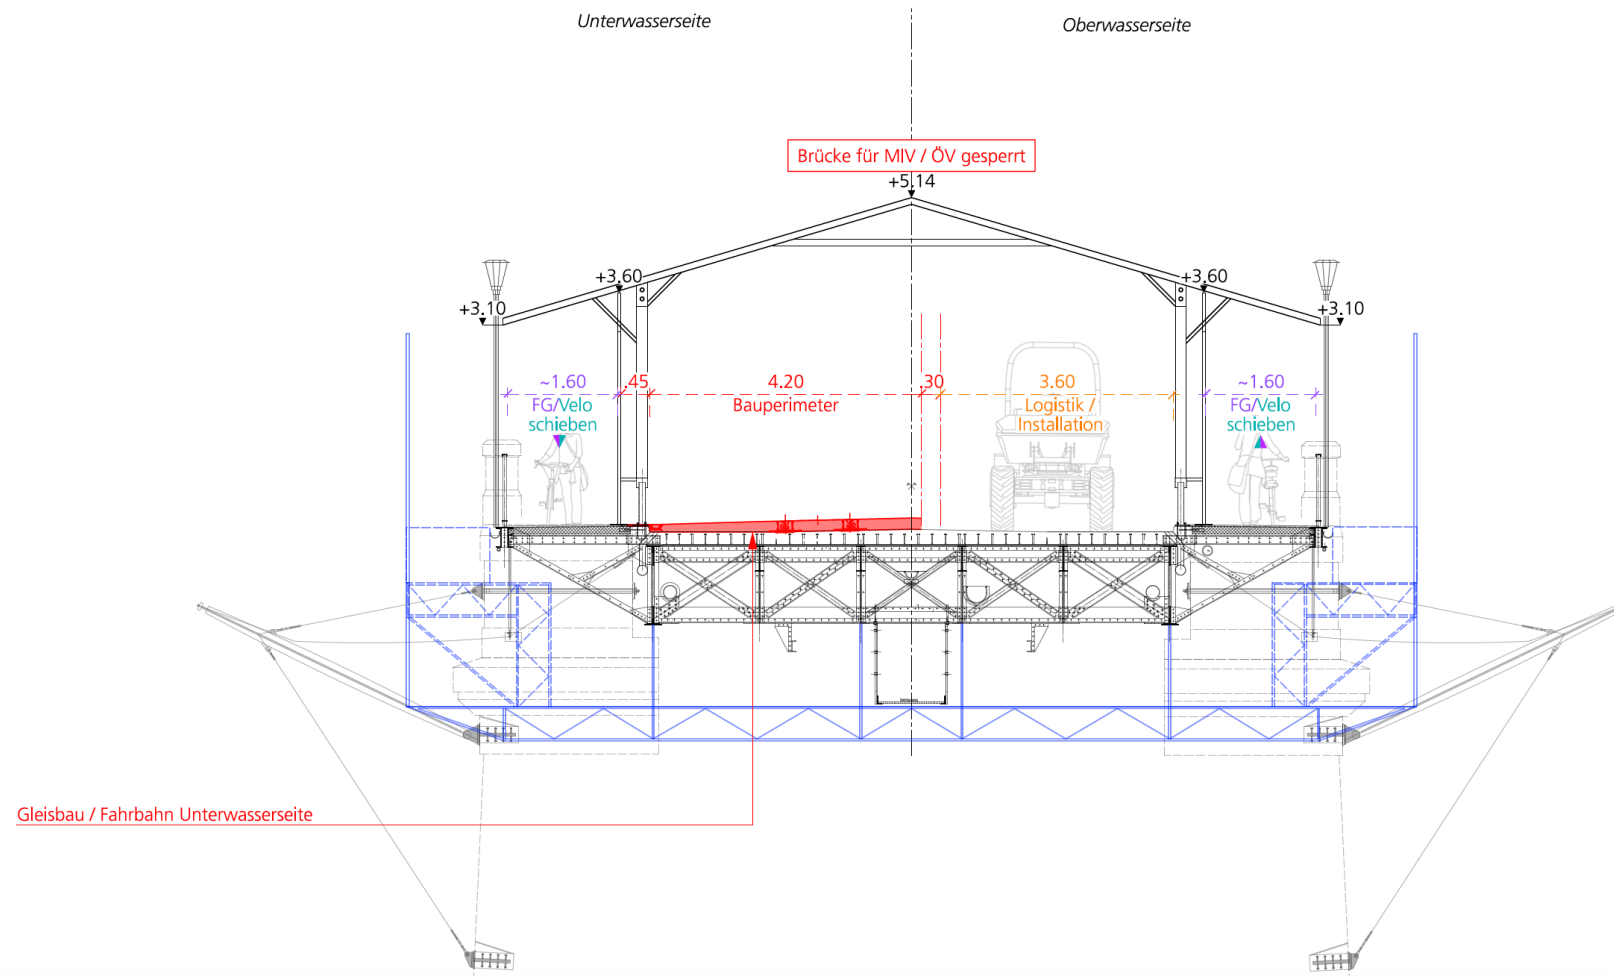 Unterwasserseite
Oberwasserseite
Brücke für MIV / ÖV gesperrt
+5.14
+3.60
+3.60
+3.10
+3.10
~1.60
.45
4.20
.30
3.60
~1.60
FG/Velo
schieben
Bauperimeter
Logistik /
Installation
FG/Velo
schieben
Gleisbau / Fahrbahn Unterwasserseite